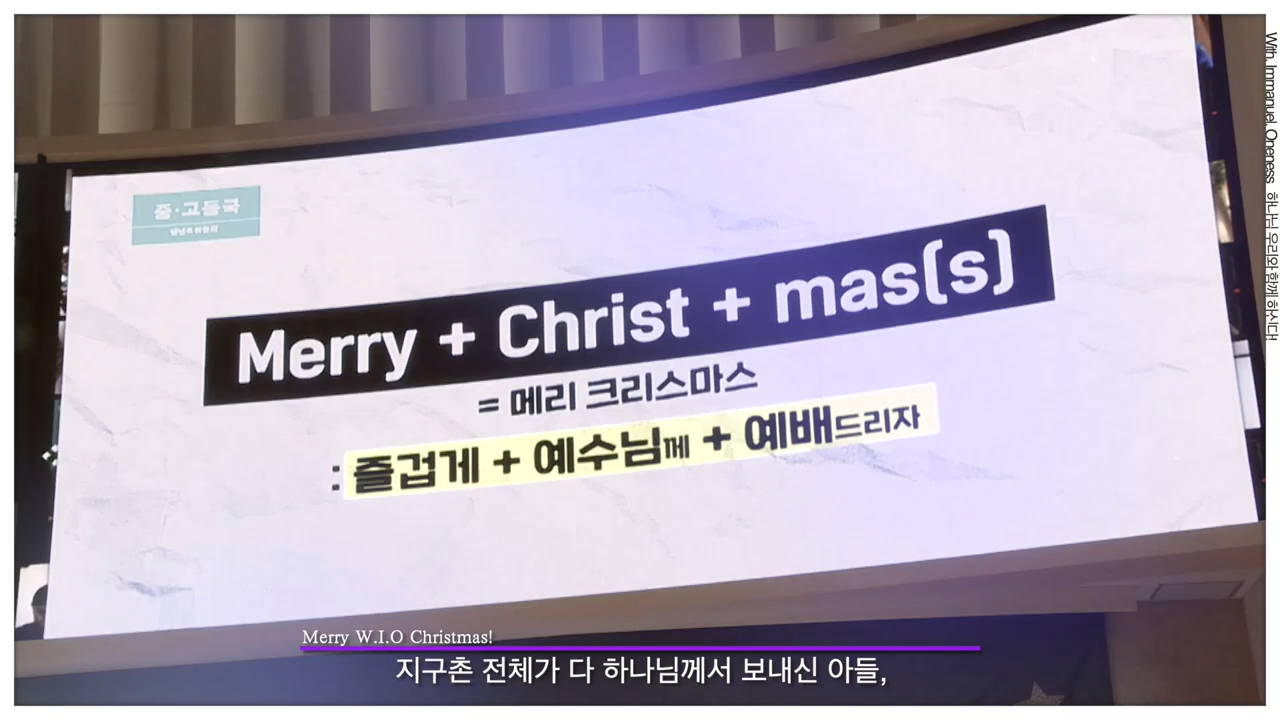 중·고등국
Merry + Christ + mas(s)
= 메리 크리스마스
: 즐겁게 + 예수님께 + 예배드리자
Merry W.I.O Christmas!
지구촌 전체가 다 하나님께서 보내신 아들,
With, Immanuel, Oneness 하나님 우리와 함께 하신다!